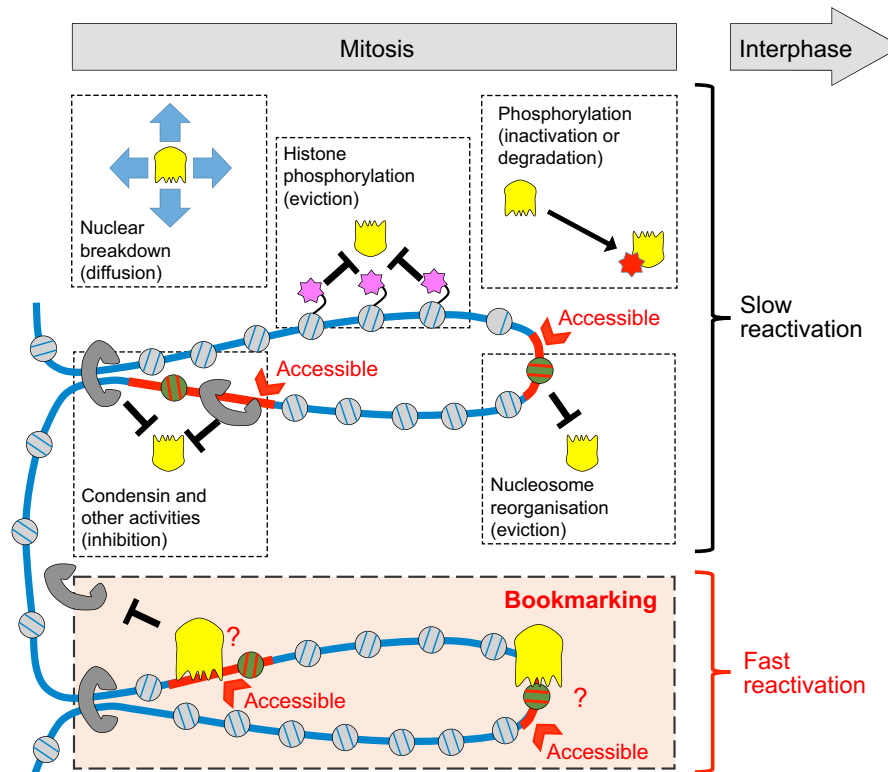 Mitosis
Interphase
Nuclear
breakdown
(diffusion)
Histone
phosphorylation
(eviction)
Phosphorylation
(inactivation or
degradation)
Accessible
Accessible
Slow
reactivation
Condensin and
other activities
(inhibition)
Nucleosome
reorganisation
(eviction)
Bookmarking
?
Accessible
?
Accessible
Fast
reactivation